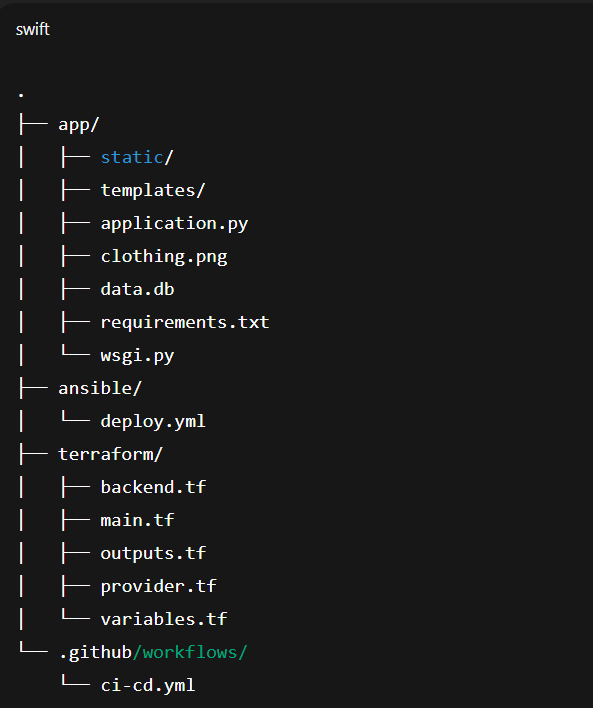 swift
.
├── app/
│   ├── static/
│   ├── templates/
│   ├── application.py
│   ├── clothing.png
│   ├── data.db
│   ├── requirements.txt
│   └── wsgi.py
├── ansible/
│   └── deploy.yml
├── terraform/
│   ├── backend.tf
│   ├── main.tf
│   ├── outputs.tf
│   ├── provider.tf
│   └── variables.tf
└── .github/workflows/
    └── ci-cd.yml